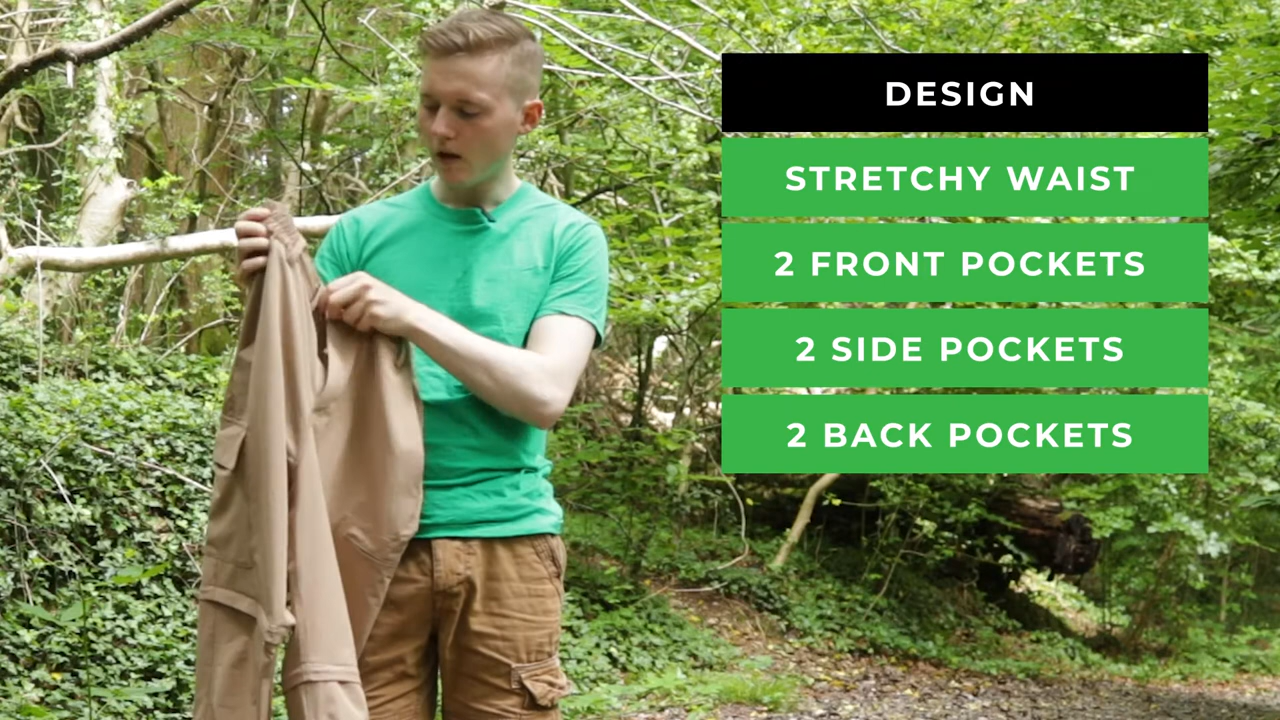 DESIGN
STRETCHY WAIST
2 FRONT POCKETS
2 SIDE POCKETS
2 BACK POCKETS